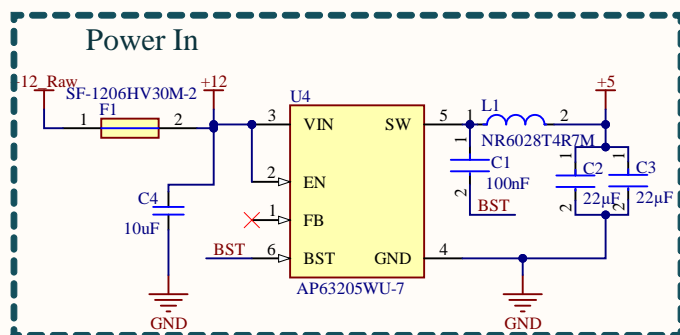 Power In
+12_Raw
SF-1206HV30M-2
F1
1
2
+12
U4
3
VIN
SW
5
2
EN
1
FB
6
BST
BST
GND
4
AP63205WU-7
C4
10uF
GND
1
L1
2
NR6028T4R7M
1
C1
2
100nF
BST
+5
1
C2
2
22µF
1
C3
2
22µF
GND